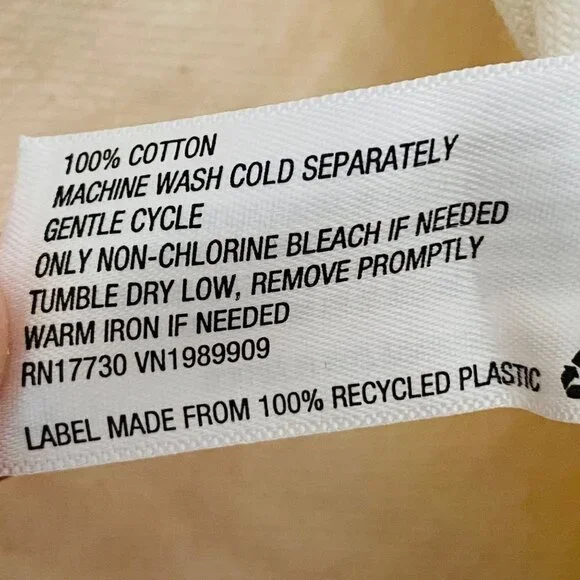 100% COTTON
MACHINE WASH COLD SEPARATELY
GENTLE CYCLE
ONLY NON-CHLORINE BLEACH IF NEEDED
TUMBLE DRY LOW, REMOVE PROMPTLY
WARM IRON IF NEEDED
RN17730 VN1989909
LABEL MADE FROM 100% RECYCLED PLASTIC